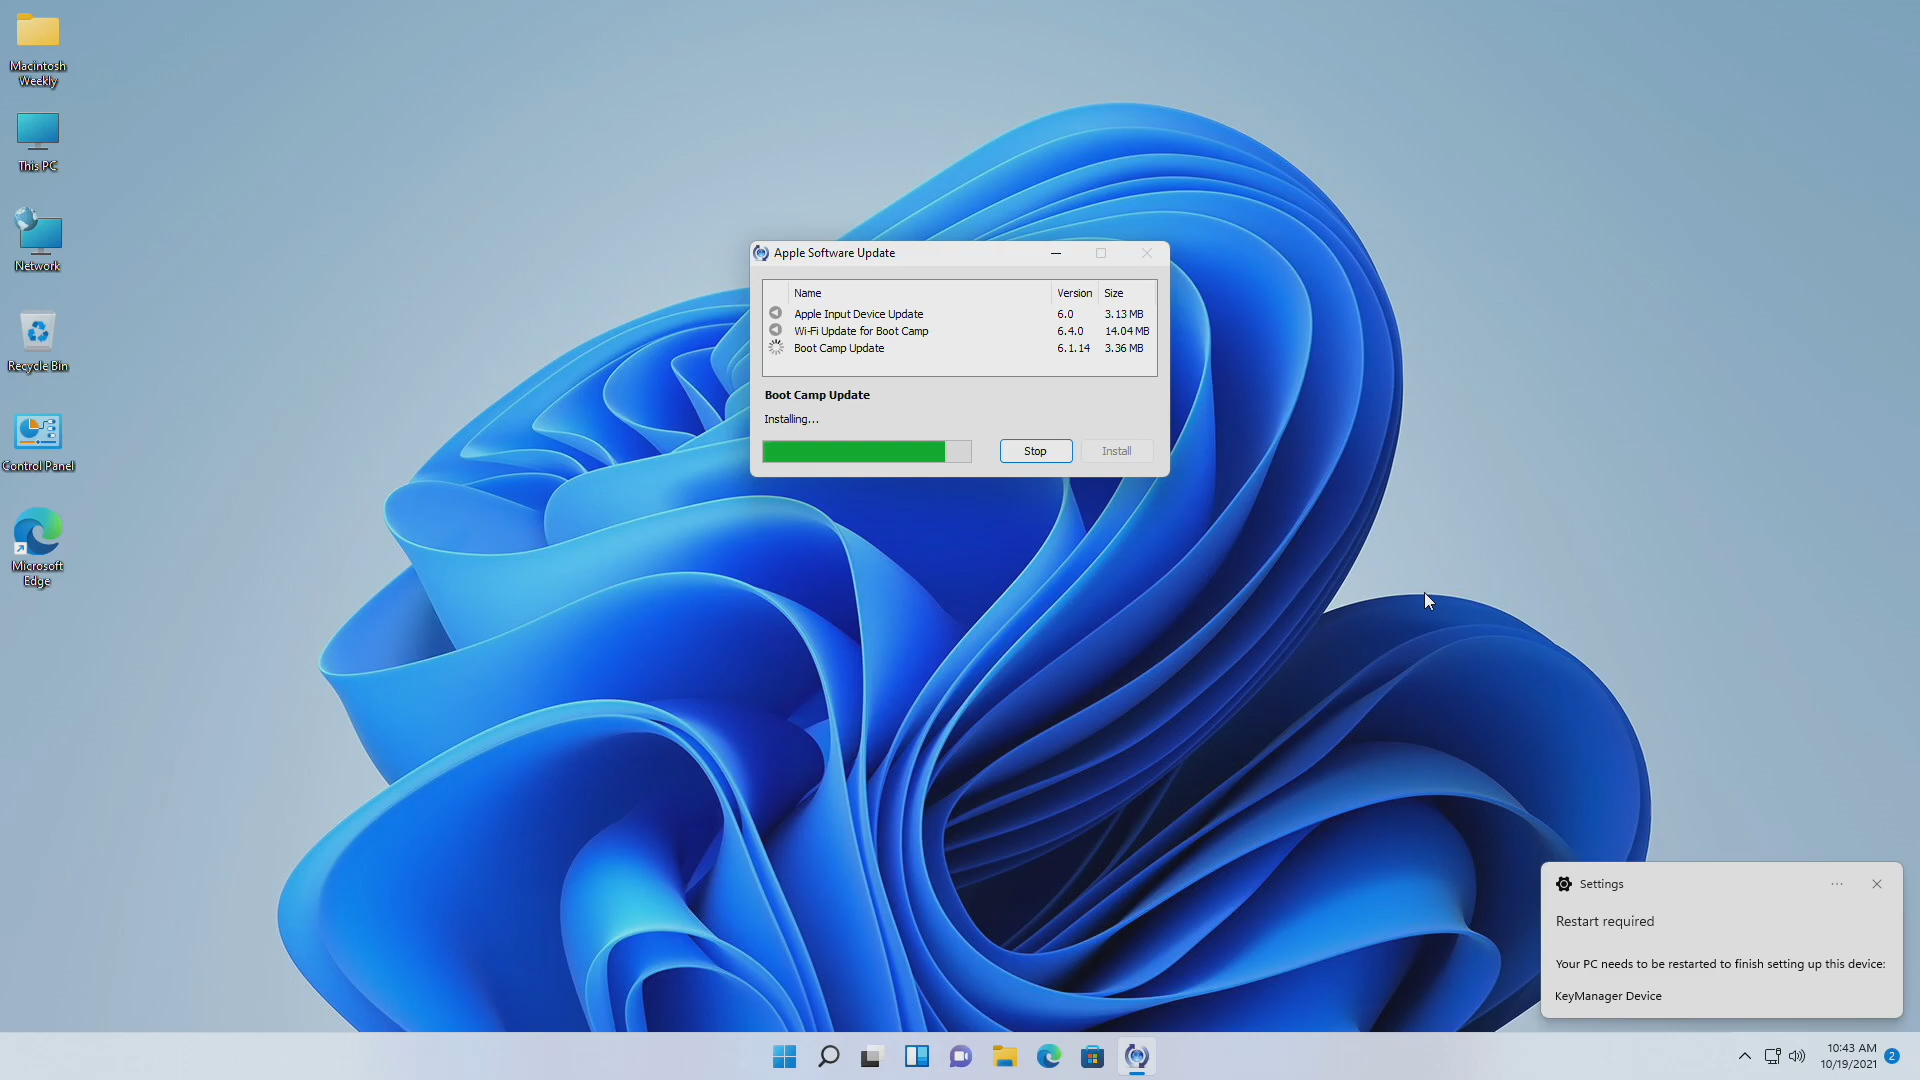 Macintosh
Weekly
This PC
Network
Recycle Bin
Control Panel
Microsoft
Edge
Apple Software Update
Name Version Size
Apple Input Device Update 6.0 3.13 MB
Wi-Fi Update for Boot Camp 6.4.0 14.04 MB
Boot Camp Update 6.1.14 3.36 MB
Boot Camp Update
Installing...
Stop Install
Settings
Restart required
Your PC needs to be restarted to finish setting up this device:
KeyManager Device
10:43 AM
10/19/2021
2